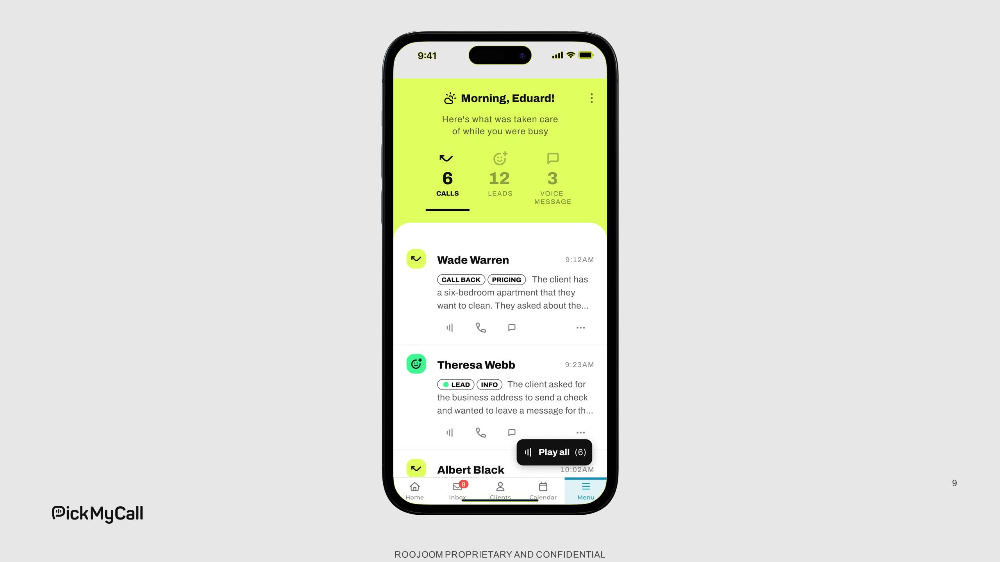 9:41
Morning, Eduard!
Here's what was taken care
of while you were busy
6
12
3
CALLS
LEADS
VOICE
MESSAGE
Wade Warren
9:12AM
CALL BACK PRICING The client has
a six-bedroom apartment that they
want to clean. They asked about the...
Theresa Webb
9:23AM
LEAD INFO The client asked for
the business address to send a check
and wanted to leave a message for th...
Play all (6)
Albert Black
10:02AM
8
Home
Inbox
Clients
Calendar
Menu
9
PickMyCall
ROOJOOM PROPRIETARY AND CONFIDENTIAL